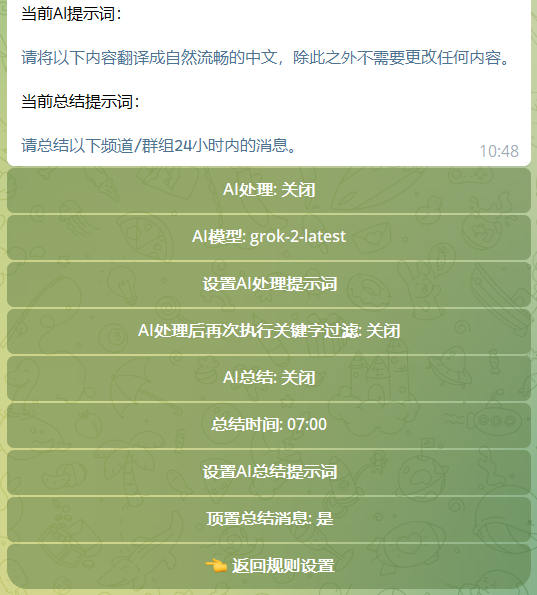 当前AI提示词：
请将以下内容翻译成自然流畅的中文，除此之外不需要更改任何内容。
当前总结提示词：
请总结以下频道/群组24小时内的消息。
10:48
AI处理: 关闭
AI模型: grok-2-latest
设置AI处理提示词
AI处理后再次执行关键字过滤: 关闭
AI总结: 关闭
总结时间: 07:00
设置AI总结提示词
顶置总结消息: 是
👈 返回规则设置